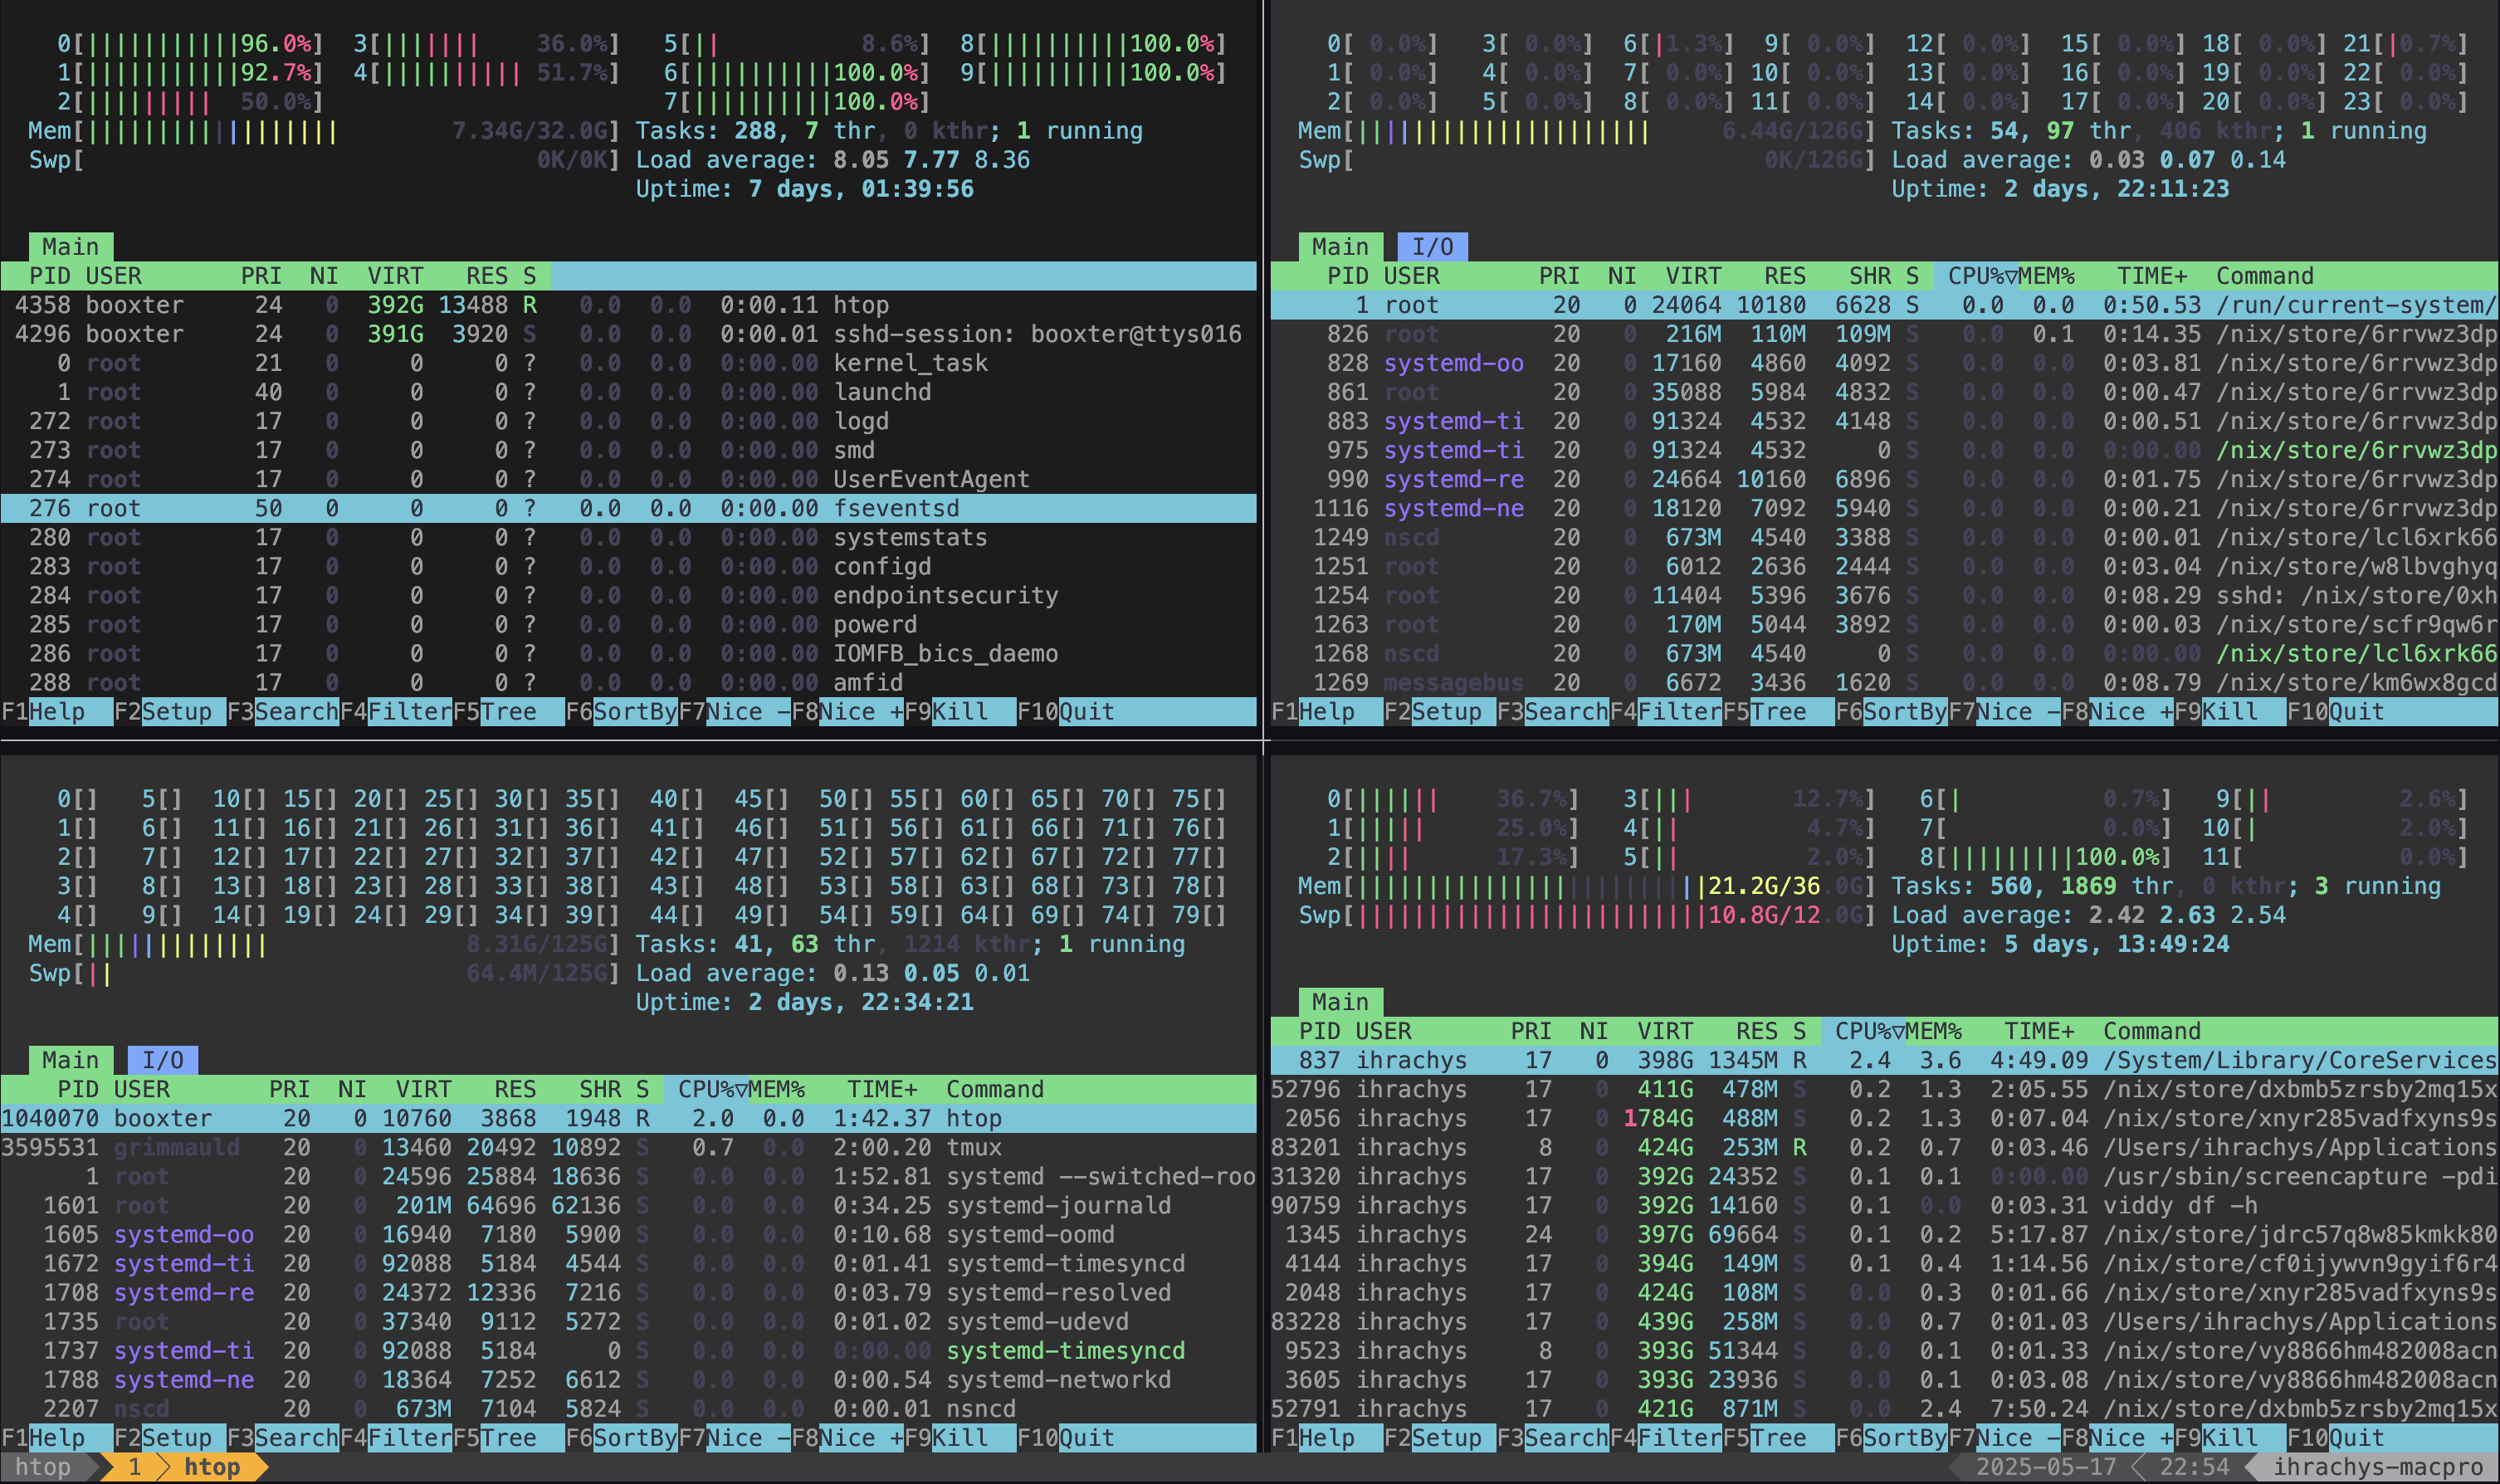 0[|||||||||||96.0%] 3[||||||| 36.0%] 5[|| 8.6%] 8[||||||||||100.0%]
1[|||||||||||92.7%] 4[|||||||||| 51.7%] 6[||||||||||100.0%] 9[||||||||||100.0%]
2[||||||||| 50.0%] 7[||||||||||100.0%]
Mem[|||||||||||||||||| 7.34G/32.0G] Tasks: 288, 7 thr, 0 kthr; 1 running
Swp[ 0K/0K] Load average: 8.05 7.77 8.36
Uptime: 7 days, 01:39:56
Main
PID USER PRI NI VIRT RES S
4358 booxter 24 0 392G 13488 R 0.0 0.0 0:00.11 htop
4296 booxter 24 0 391G 3920 S 0.0 0.0 0:00.01 sshd-session: booxter@ttys016
0 root 21 0 0 0 ? 0.0 0.0 0:00.00 kernel_task
1 root 40 0 0 0 ? 0.0 0.0 0:00.00 launchd
272 root 17 0 0 0 ? 0.0 0.0 0:00.00 logd
273 root 17 0 0 0 ? 0.0 0.0 0:00.00 smd
274 root 17 0 0 0 ? 0.0 0.0 0:00.00 UserEventAgent
276 root 50 0 0 0 ? 0.0 0.0 0:00.00 fseventsd
280 root 17 0 0 0 ? 0.0 0.0 0:00.00 systemstats
283 root 17 0 0 0 ? 0.0 0.0 0:00.00 configd
284 root 17 0 0 0 ? 0.0 0.0 0:00.00 endpointsecurity
285 root 17 0 0 0 ? 0.0 0.0 0:00.00 powerd
286 root 17 0 0 0 ? 0.0 0.0 0:00.00 IOMFB_bics_daemo
288 root 17 0 0 0 ? 0.0 0.0 0:00.00 amfid
F1Help F2Setup F3SearchF4FilterF5Tree F6SortByF7Nice -F8Nice +F9Kill F10Quit
0[ 0.0%] 3[ 0.0%] 6[|1.3%] 9[ 0.0%] 12[ 0.0%] 15[ 0.0%] 18[ 0.0%] 21[|0.7%]
1[ 0.0%] 4[ 0.0%] 7[ 0.0%] 10[ 0.0%] 13[ 0.0%] 16[ 0.0%] 19[ 0.0%] 22[ 0.0%]
2[ 0.0%] 5[ 0.0%] 8[ 0.0%] 11[ 0.0%] 14[ 0.0%] 17[ 0.0%] 20[ 0.0%] 23[ 0.0%]
Mem[||||||||||||||||||||| 6.44G/126G] Tasks: 54, 97 thr, 406 kthr; 1 running
Swp[ 0K/126G] Load average: 0.03 0.07 0.14
Uptime: 2 days, 22:11:23
Main I/O
PID USER PRI NI VIRT RES SHR S CPU%▽MEM% TIME+ Command
1 root 20 0 24064 10180 6628 S 0.0 0.0 0:50.53 /run/current-system/
826 root 20 0 216M 110M 109M S 0.0 0.1 0:14.35 /nix/store/6rrvwz3dp
828 systemd-oo 20 0 17160 4860 4092 S 0.0 0.0 0:03.81 /nix/store/6rrvwz3dp
861 root 20 0 35088 5984 4832 S 0.0 0.0 0:00.47 /nix/store/6rrvwz3dp
883 systemd-ti 20 0 91324 4532 4148 S 0.0 0.0 0:00.51 /nix/store/6rrvwz3dp
975 systemd-ti 20 0 91324 4532 0 S 0.0 0.0 0:00.00 /nix/store/6rrvwz3dp
990 systemd-re 20 0 24664 10160 6896 S 0.0 0.0 0:01.75 /nix/store/6rrvwz3dp
1116 systemd-ne 20 0 18120 7092 5940 S 0.0 0.0 0:00.21 /nix/store/6rrvwz3dp
1249 nscd 20 0 673M 4540 3388 S 0.0 0.0 0:00.01 /nix/store/lcl6xrk66
1251 root 20 0 6012 2636 2444 S 0.0 0.0 0:03.04 /nix/store/w8lbvghyq
1254 root 20 0 11404 5396 3676 S 0.0 0.0 0:08.29 sshd: /nix/store/0xh
1263 root 20 0 170M 5044 3892 S 0.0 0.0 0:00.03 /nix/store/scfr9qw6r
1268 nscd 20 0 673M 4540 0 S 0.0 0.0 0:00.00 /nix/store/lcl6xrk66
1269 messagebus 20 0 6672 3436 1620 S 0.0 0.0 0:08.79 /nix/store/km6wx8gcd
F1Help F2Setup F3SearchF4FilterF5Tree F6SortByF7Nice -F8Nice +F9Kill F10Quit
0[] 5[] 10[] 15[] 20[] 25[] 30[] 35[] 40[] 45[] 50[] 55[] 60[] 65[] 70[] 75[]
1[] 6[] 11[] 16[] 21[] 26[] 31[] 36[] 41[] 46[] 51[] 56[] 61[] 66[] 71[] 76[]
2[] 7[] 12[] 17[] 22[] 27[] 32[] 37[] 42[] 47[] 52[] 57[] 62[] 67[] 72[] 77[]
3[] 8[] 13[] 18[] 23[] 28[] 33[] 38[] 43[] 48[] 53[] 58[] 63[] 68[] 73[] 78[]
4[] 9[] 14[] 19[] 24[] 29[] 34[] 39[] 44[] 49[] 54[] 59[] 64[] 69[] 74[] 79[]
Mem[||||||||||||| 8.31G/125G] Tasks: 41, 63 thr, 1214 kthr; 1 running
Swp[|| 64.4M/125G] Load average: 0.13 0.05 0.01
Uptime: 2 days, 22:34:21
Main I/O
PID USER PRI NI VIRT RES SHR S CPU%▽MEM% TIME+ Command
1040070 booxter 20 0 10760 3868 1948 R 2.0 0.0 1:42.37 htop
3595531 grimmauld 20 0 13460 20492 10892 S 0.7 0.0 2:00.20 tmux
1 root 20 0 24596 25884 18636 S 0.0 0.0 1:52.81 systemd --switched-roo
1601 root 20 0 201M 64696 62136 S 0.0 0.0 0:34.25 systemd-journald
1605 systemd-oo 20 0 16940 7180 5900 S 0.0 0.0 0:10.68 systemd-oomd
1672 systemd-ti 20 0 92088 5184 4544 S 0.0 0.0 0:01.41 systemd-timesyncd
1708 systemd-re 20 0 24372 12336 7216 S 0.0 0.0 0:03.79 systemd-resolved
1735 root 20 0 37340 9112 5272 S 0.0 0.0 0:01.02 systemd-udevd
1737 systemd-ti 20 0 92088 5184 0 S 0.0 0.0 0:00.00 systemd-timesyncd
1788 systemd-ne 20 0 18364 7252 6612 S 0.0 0.0 0:00.54 systemd-networkd
2207 nscd 20 0 673M 7104 5824 S 0.0 0.0 0:00.01 nsncd
F1Help F2Setup F3SearchF4FilterF5Tree F6SortByF7Nice -F8Nice +F9Kill F10Quit
0[|||||| 36.7%] 3[||| 12.7%] 6[| 0.7%] 9[|| 2.6%]
1[||||| 25.0%] 4[|| 4.7%] 7[ 0.0%] 10[| 2.0%]
2[|||| 17.3%] 5[|| 2.0%] 8[|||||||||100.0%] 11[ 0.0%]
Mem[|||||||||||||||||||||||||21.2G/36.0G] Tasks: 560, 1869 thr, 0 kthr; 3 running
Swp[|||||||||||||||||||||||||10.8G/12.0G] Load average: 2.42 2.63 2.54
Uptime: 5 days, 13:49:24
Main
PID USER PRI NI VIRT RES S CPU%▽MEM% TIME+ Command
837 ihrachys 17 0 398G 1345M R 2.4 3.6 4:49.09 /System/Library/CoreServices
52796 ihrachys 17 0 411G 478M S 0.2 1.3 2:05.55 /nix/store/dxbmb5zrsby2mq15x
2056 ihrachys 17 0 1784G 488M S 0.2 1.3 0:07.04 /nix/store/xnyr285vadfxyns9s
83201 ihrachys 8 0 424G 253M R 0.2 0.7 0:03.46 /Users/ihrachys/Applications
31320 ihrachys 17 0 392G 24352 S 0.1 0.1 0:00.00 /usr/sbin/screencapture -pdi
90759 ihrachys 17 0 392G 14160 S 0.1 0.0 0:03.31 viddy df -h
1345 ihrachys 24 0 397G 69664 S 0.1 0.2 5:17.87 /nix/store/jdrc57q8w85kmkk80
4144 ihrachys 17 0 394G 149M S 0.1 0.4 1:14.56 /nix/store/cf0ijywvn9gyif6r4
2048 ihrachys 17 0 424G 108M S 0.0 0.3 0:01.66 /nix/store/xnyr285vadfxyns9s
83228 ihrachys 17 0 439G 258M S 0.0 0.7 0:01.03 /Users/ihrachys/Applications
9523 ihrachys 8 0 393G 51344 S 0.0 0.1 0:01.33 /nix/store/vy8866hm482008acn
3605 ihrachys 17 0 393G 23936 S 0.0 0.1 0:03.08 /nix/store/vy8866hm482008acn
52791 ihrachys 17 0 421G 871M S 0.0 2.4 7:50.24 /nix/store/dxbmb5zrsby2mq15x
F1Help F2Setup F3SearchF4FilterF5Tree F6SortByF7Nice -F8Nice +F9Kill F10Quit
htop 1 htop 2025-05-17 22:54 ihrachys-macpro